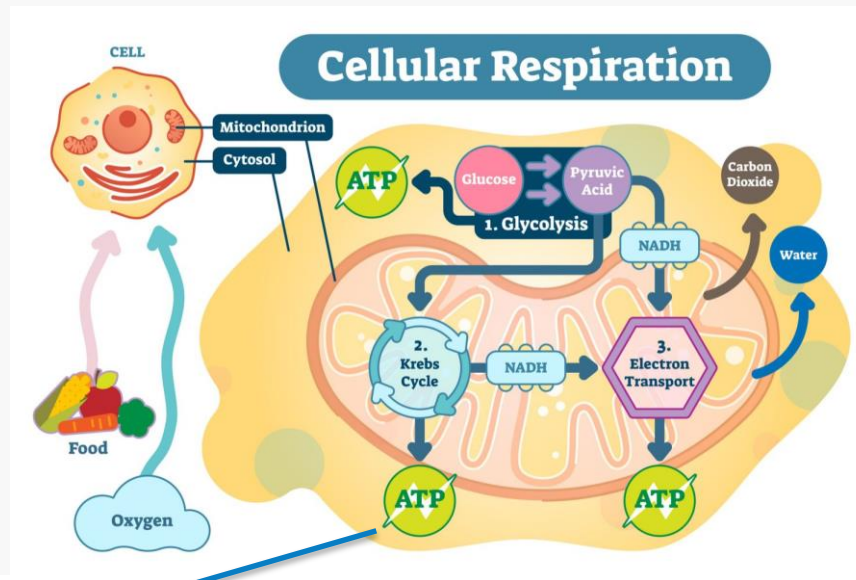 CELL
Cellular Respiration
Mitochondrion
Cytosol
ATP
Glucose
Pyruvic
Acid
1. Glycolysis
NADH
Carbon
Dioxide
Water
2.
Krebs
Cycle
NADH
3.
Electron
Transport
Food
Oxygen
ATP
ATP